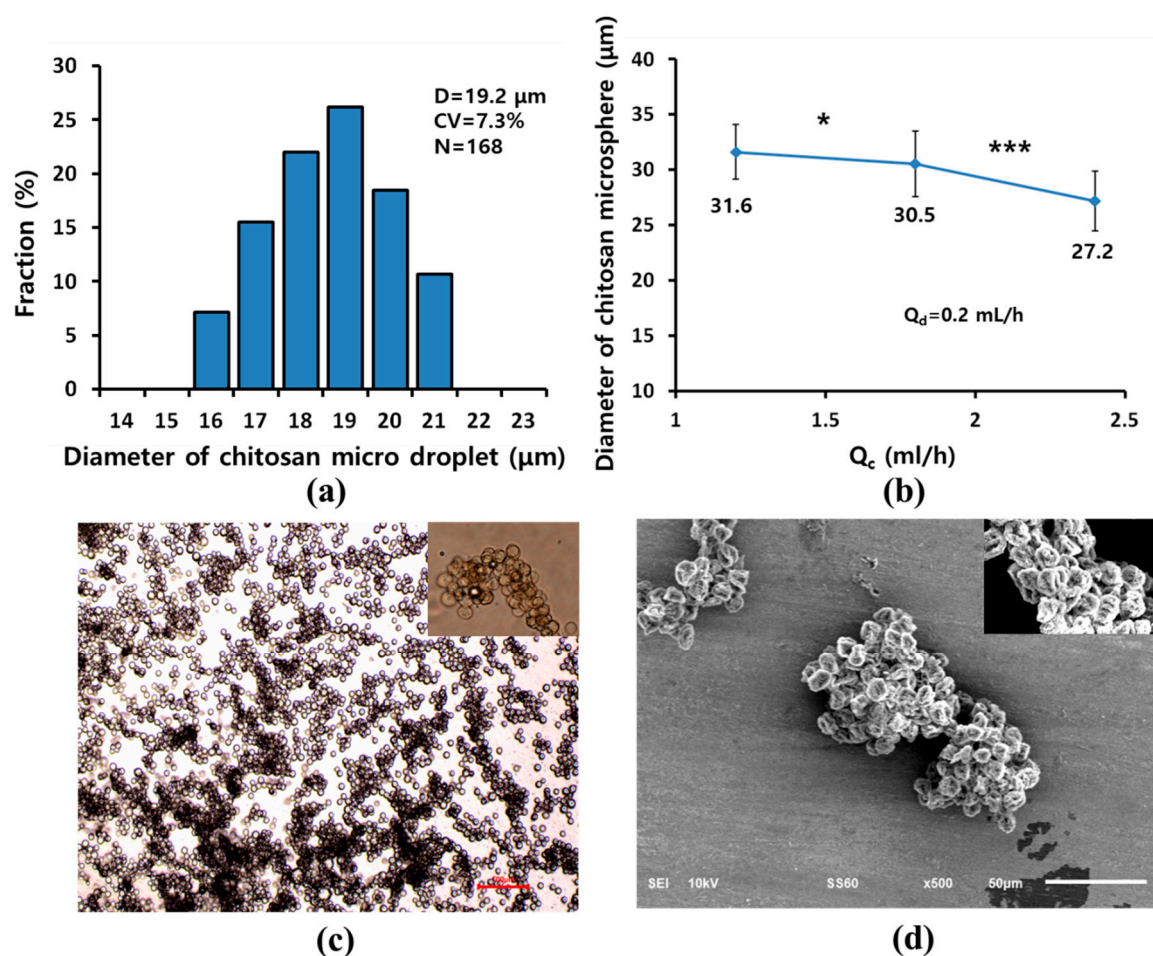 30
25
20
15
10
5
0
Fraction (%)
D=19.2 μm
CV=7.3%
N=168
14 15 16 17 18 19 20 21 22 23
Diameter of chitosan micro droplet (μm)
(a)
40
35
30
25
20
15
10
Diameter of chitosan microsphere (μm)
*
***
31.6
30.5
27.2
Q_d=0.2 mL/h
1 1.5 2 2.5
Q_c (ml/h)
(b)
(c)
SEI 10kV SS60 x500 50μm
(d)